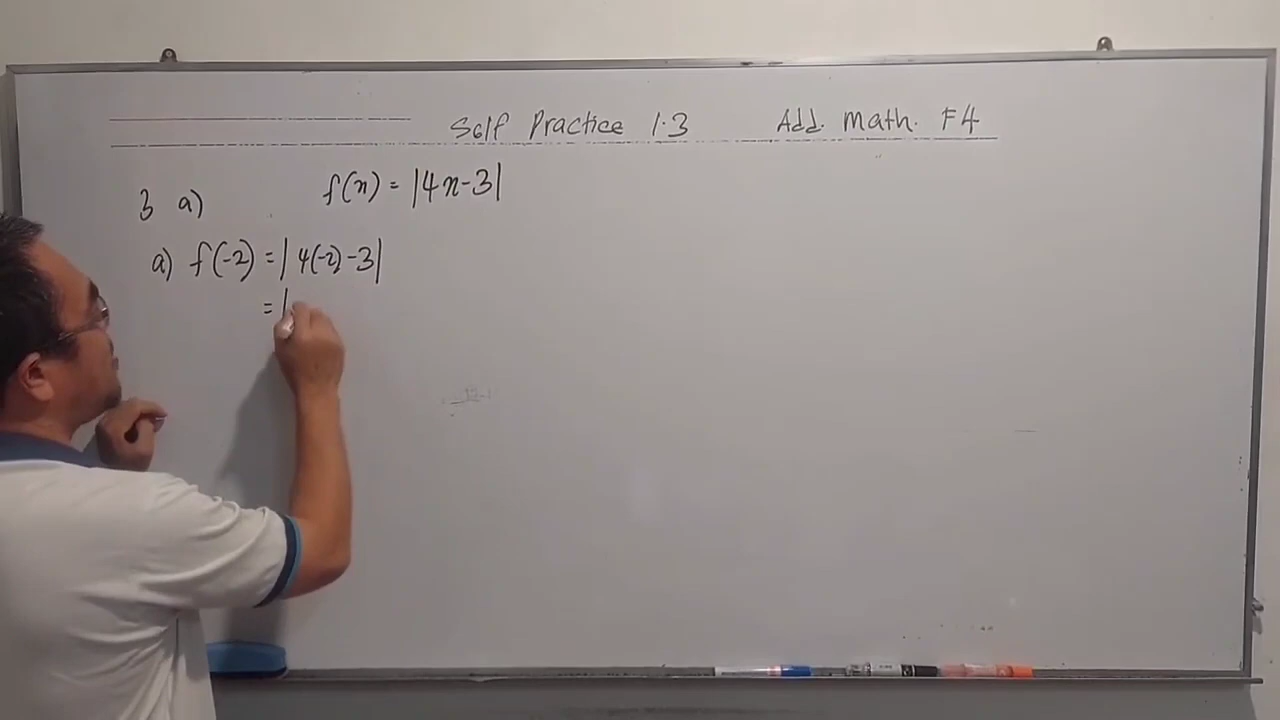 Self Practice 1.3 Add. Math. F4
3 a) f(x) = |4x-3|
a) f(-2) = |4(-2)-3|
= |